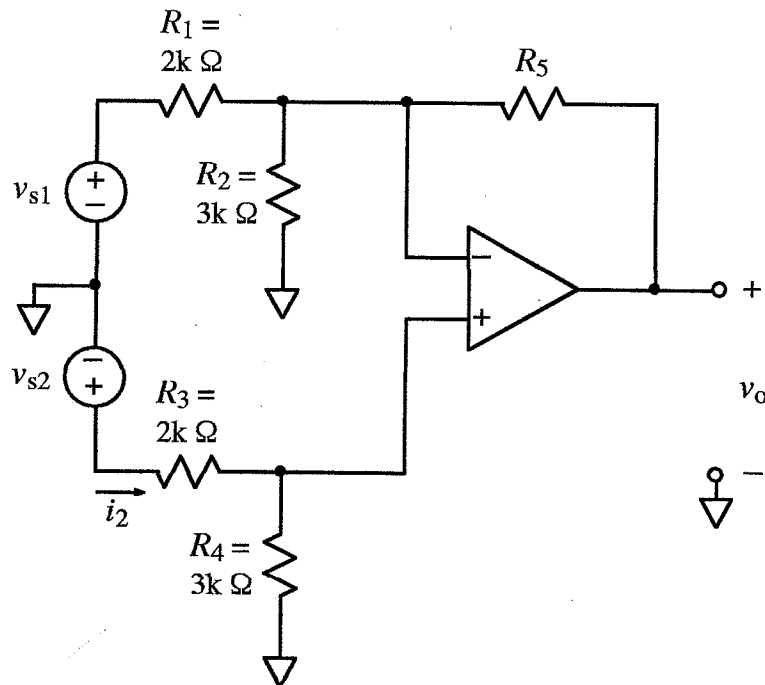 R1 =
2k Ω
R5
R2 =
3k Ω
vs1
+
−
−
+
+
vs2
−
+
R3 =
2k Ω
vo
−
i2
R4 =
3k Ω